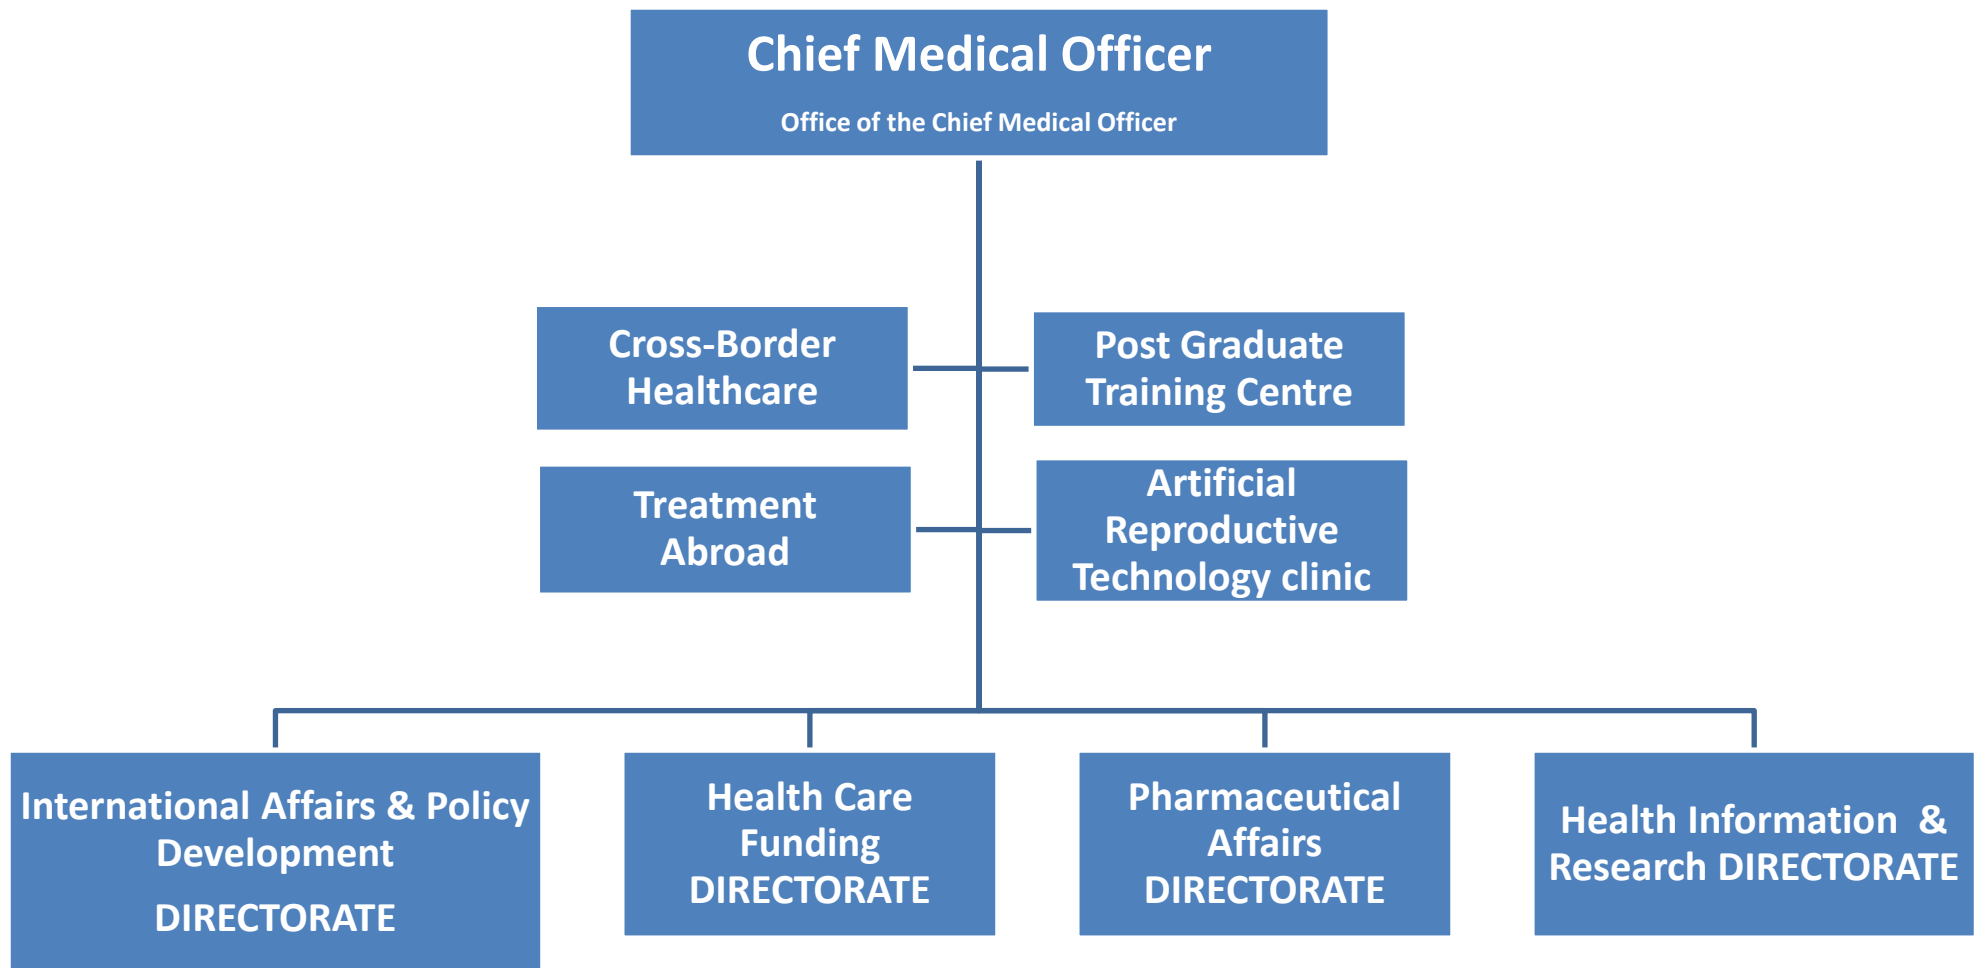 Chief Medical Officer
Office of the Chief Medical Officer
Cross-Border
Healthcare
Post Graduate
Training Centre
Treatment
Abroad
Artificial
Reproductive
Technology clinic
International Affairs & Policy
Development
DIRECTORATE
Health Care
Funding
DIRECTORATE
Pharmaceutical
Affairs
DIRECTORATE
Health Information  &
Research DIRECTORATE